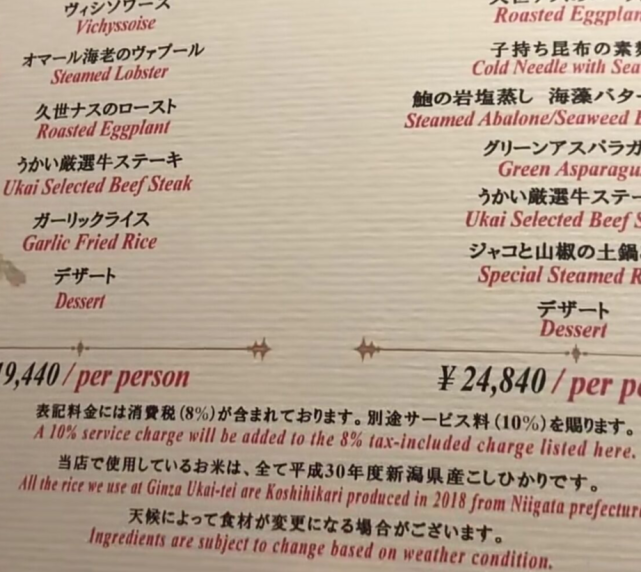 ヴィシソワーズ
Vichyssoise
オマール海老のヴァプール
Steamed Lobster
久世ナスのロースト
Roasted Eggplant
うかい厳選牛ステーキ
Ukai Selected Beef Steak
ガーリックライス
Garlic Fried Rice
デザート
Dessert
9,440 / per person
Roasted Eggplan
子持ち昆布の素麺
Cold Needle with Sea
鮑の岩塩蒸し 海藻バター
Steamed Abalone/Seaweed B
グリーンアスパラガ
Green Asparagu
うかい厳選牛ステー
Ukai Selected Beef S
ジャコと山椒の土鍋
Special Steamed R
デザート
Dessert
¥ 24,840 / per pe
表記料金には消費税(8%)が含まれております。別途サービス料(10%)を賜ります。
A 10% service charge will be added to the 8% tax-included charge listed here.
当店で使用しているお米は、全て平成30年度新潟県産こしひかりです。
All the rice we use at Ginza Ukai-tei are Koshihikari produced in 2018 from Niigata prefectur
天候によって食材が変更になる場合がございます。
Ingredients are subject to change based on weather condition.